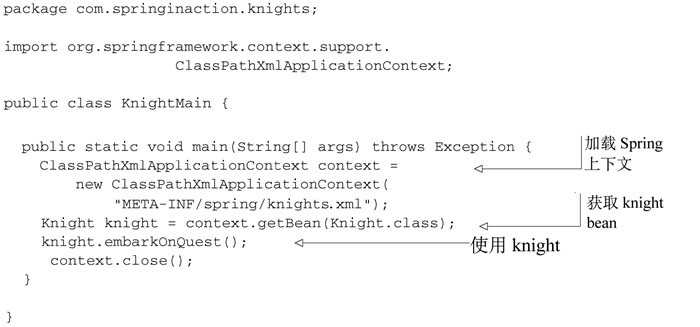 package com.springinaction.knights;
import org.springframework.context.support.
ClassPathXmlApplicationContext;
public class KnightMain {
public static void main(String[] args) throws Exception {
ClassPathXmlApplicationContext context =
new ClassPathXmlApplicationContext(
"META-INF/spring/knights.xml");
Knight knight = context.getBean(Knight.class);
knight.embarkOnQuest();
context.close();
}
}
加载 Spring
上下文
获取 knight
bean
使用 knight